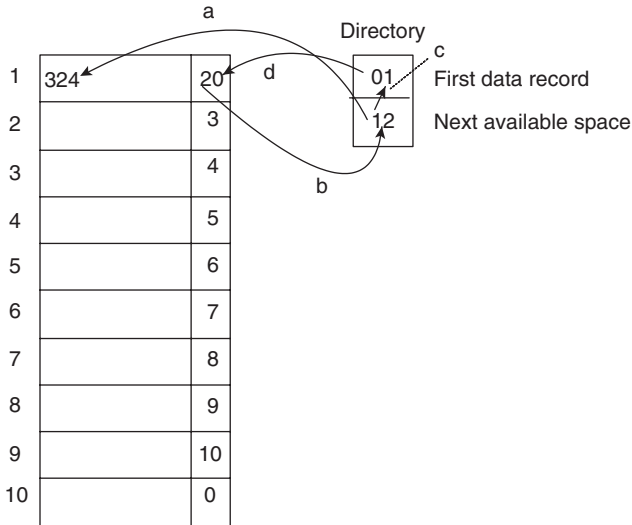 a
Directory
c
1 324 20 d 01 First data record
2 3 12 Next available space
3 4 b
4 5
5 6
6 7
7 8
8 9
9 10
10 0